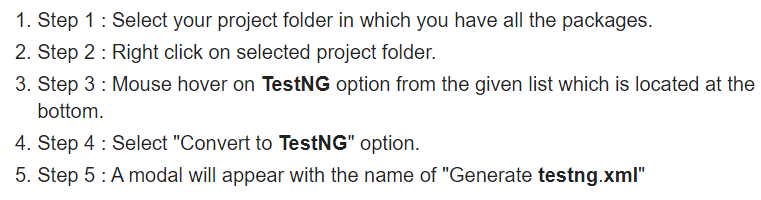 1. Step 1 : Select your project folder in which you have all the packages.
2. Step 2 : Right click on selected project folder.
3. Step 3 : Mouse hover on TestNG option from the given list which is located at the
bottom.
4. Step 4 : Select "Convert to TestNG" option.
5. Step 5 : A modal will appear with the name of "Generate testng.xml"